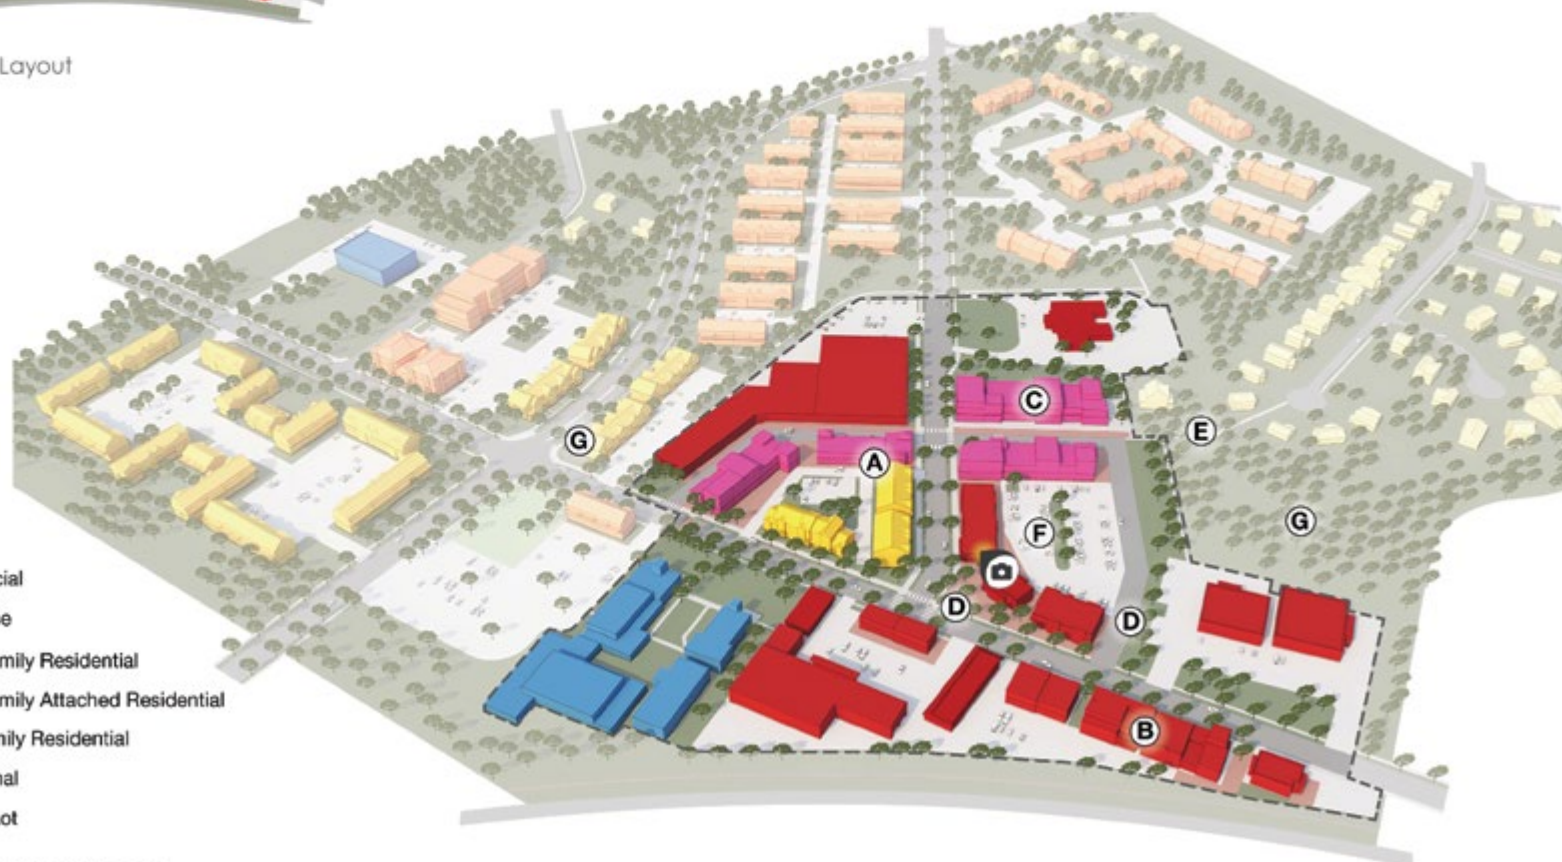 Layout
C
A
E
G
G
F
D
D
cial
e
mily Residential
mily Attached Residential
B
nily Residential
nal
ot